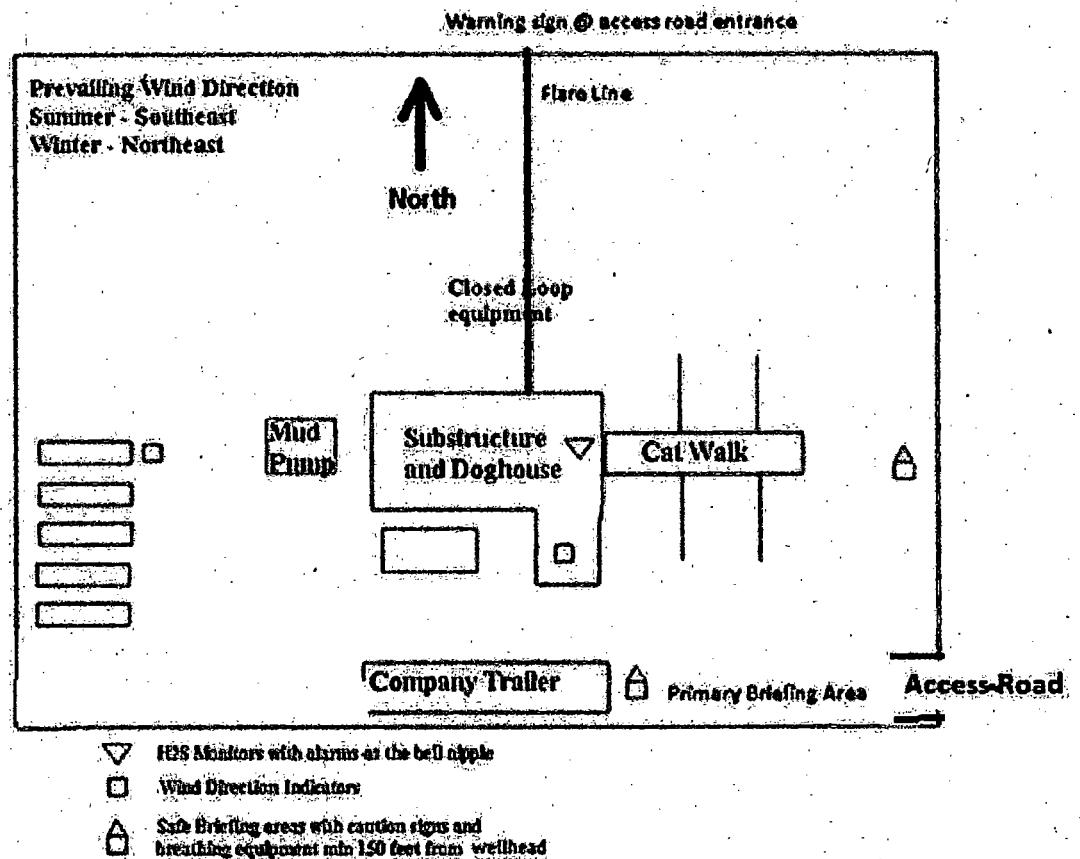 Warning sign @ access road entrance
Prevailing Wind Direction
Summer - Southeast
Winter - Northeast
Flare Line
North
Closed Loop
equipment
Mud
Pump
Substructure
and Doghouse
Cat Walk
Company Trailer
Primary Briefing Area
Access Road
H2S Monitors with alarms at the bell nipple
Wind Direction Indicators
Safe Briefing areas with caution signs and
breathing equipment min 150 feet from wellhead